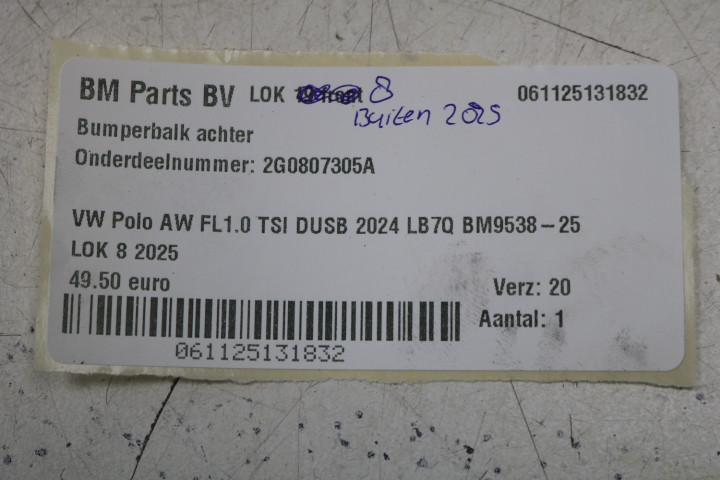 BM Parts BV LOK 8 061125131832
Buiten 2025
Bumperbalk achter
Onderdeelnummer: 2G0807305A
VW Polo AW FL1.0 TSI DUSB 2024 LB7Q BM9538-25
LOK 8 2025
49.50 euro Verz: 20
Aantal: 1
061125131832